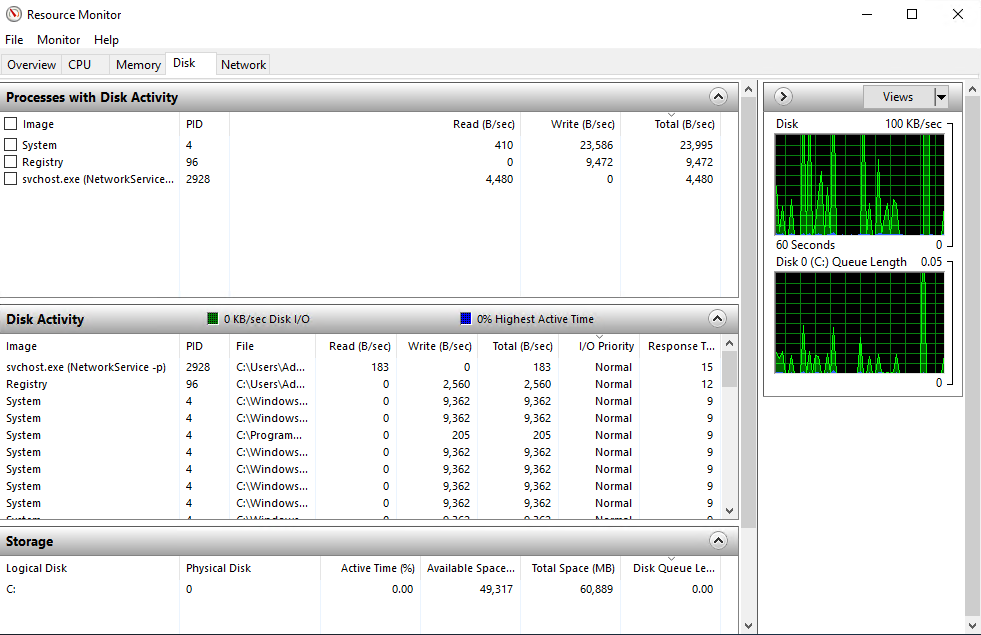 Resource Monitor
File Monitor Help
Overview CPU Memory Disk Network
Processes with Disk Activity
Image PID Read (B/sec) Write (B/sec) Total (B/sec)
System 4 410 23,586 23,995
Registry 96 0 9,472 9,472
svchost.exe (NetworkService... 2928 4,480 0 4,480
Disk Activity 0 KB/sec Disk I/O 0% Highest Active Time
Image PID File Read (B/sec) Write (B/sec) Total (B/sec) I/O Priority Response T...
svchost.exe (NetworkService -p) 2928 C:\Users\Ad... 183 0 183 Normal 15
Registry 96 C:\Users\Ad... 0 2,560 2,560 Normal 12
System 4 C:\Windows... 0 9,362 9,362 Normal 9
System 4 C:\Windows... 0 9,362 9,362 Normal 9
System 4 C:\Program... 0 205 205 Normal 9
System 4 C:\Windows... 0 9,362 9,362 Normal 9
System 4 C:\Windows... 0 9,362 9,362 Normal 9
System 4 C:\Windows... 0 9,362 9,362 Normal 9
System 4 C:\Windows... 0 9,362 9,362 Normal 9
Storage
Logical Disk Physical Disk Active Time (%) Available Space... Total Space (MB) Disk Queue Le...
C: 0 0.00 49,317 60,889 0.00
Views
Disk 100 KB/sec
60 Seconds 0
Disk 0 (C:) Queue Length 0.05
0